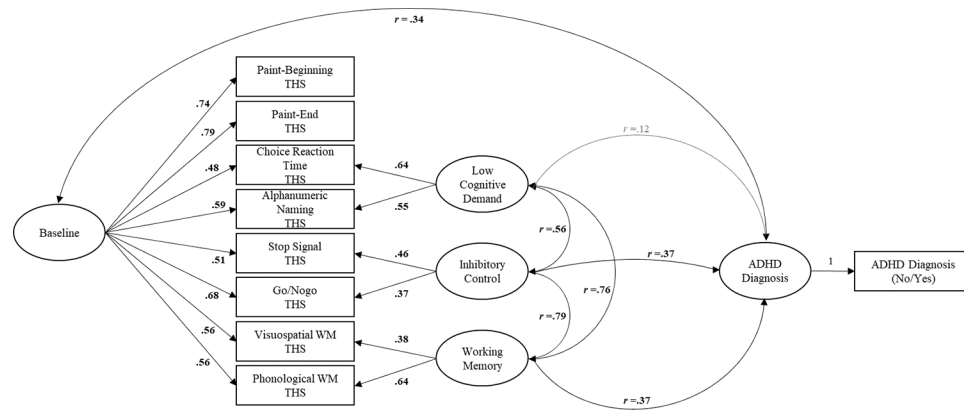 r = .34
Paint-Beginning
THS
Paint-End
THS
Choice Reaction
Time
THS
Alphanumeric
Naming
THS
Stop Signal
THS
Go/Nogo
THS
Visuospatial WM
THS
Phonological WM
THS
Baseline
.74
.79
.48
.59
.51
.68
.56
.56
.64
.55
.46
.37
.38
.64
Low
Cognitive
Demand
Inhibitory
Control
Working
Memory
r =.12
r =.56
r =.76
r =.79
r =.37
r =.37
ADHD
Diagnosis
1
ADHD Diagnosis
(No/Yes)